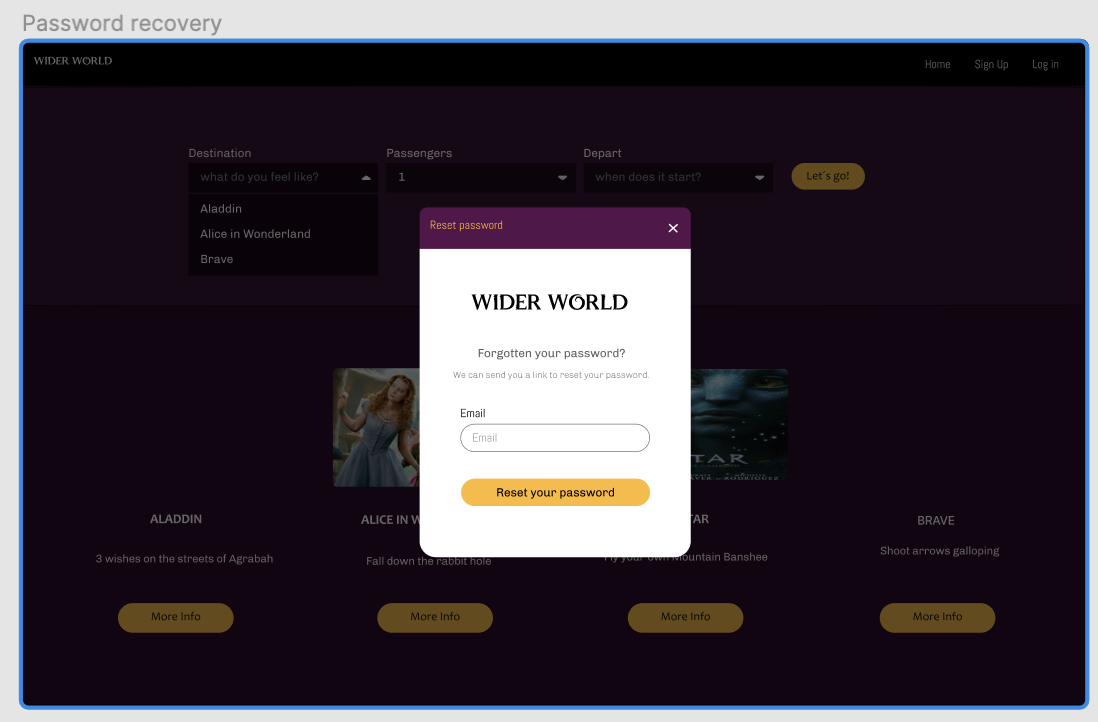 Password recovery
WIDER WORLD
Home Sign Up Log in
Destination Passengers Depart
what do you feel like? 1 when does it start? Let´s go!
Aladdin
Alice in Wonderland
Brave
Reset password
WIDER WORLD
Forgotten your password?
We can send you a link to reset your password.
Email
Email
Reset your password
TAR
ALADDIN ALICE IN W TAR BRAVE
3 wishes on the streets of Agrabah Fall down the rabbit hole Fly your own Mountain Banshee Shoot arrows galloping
More Info More Info More Info More Info